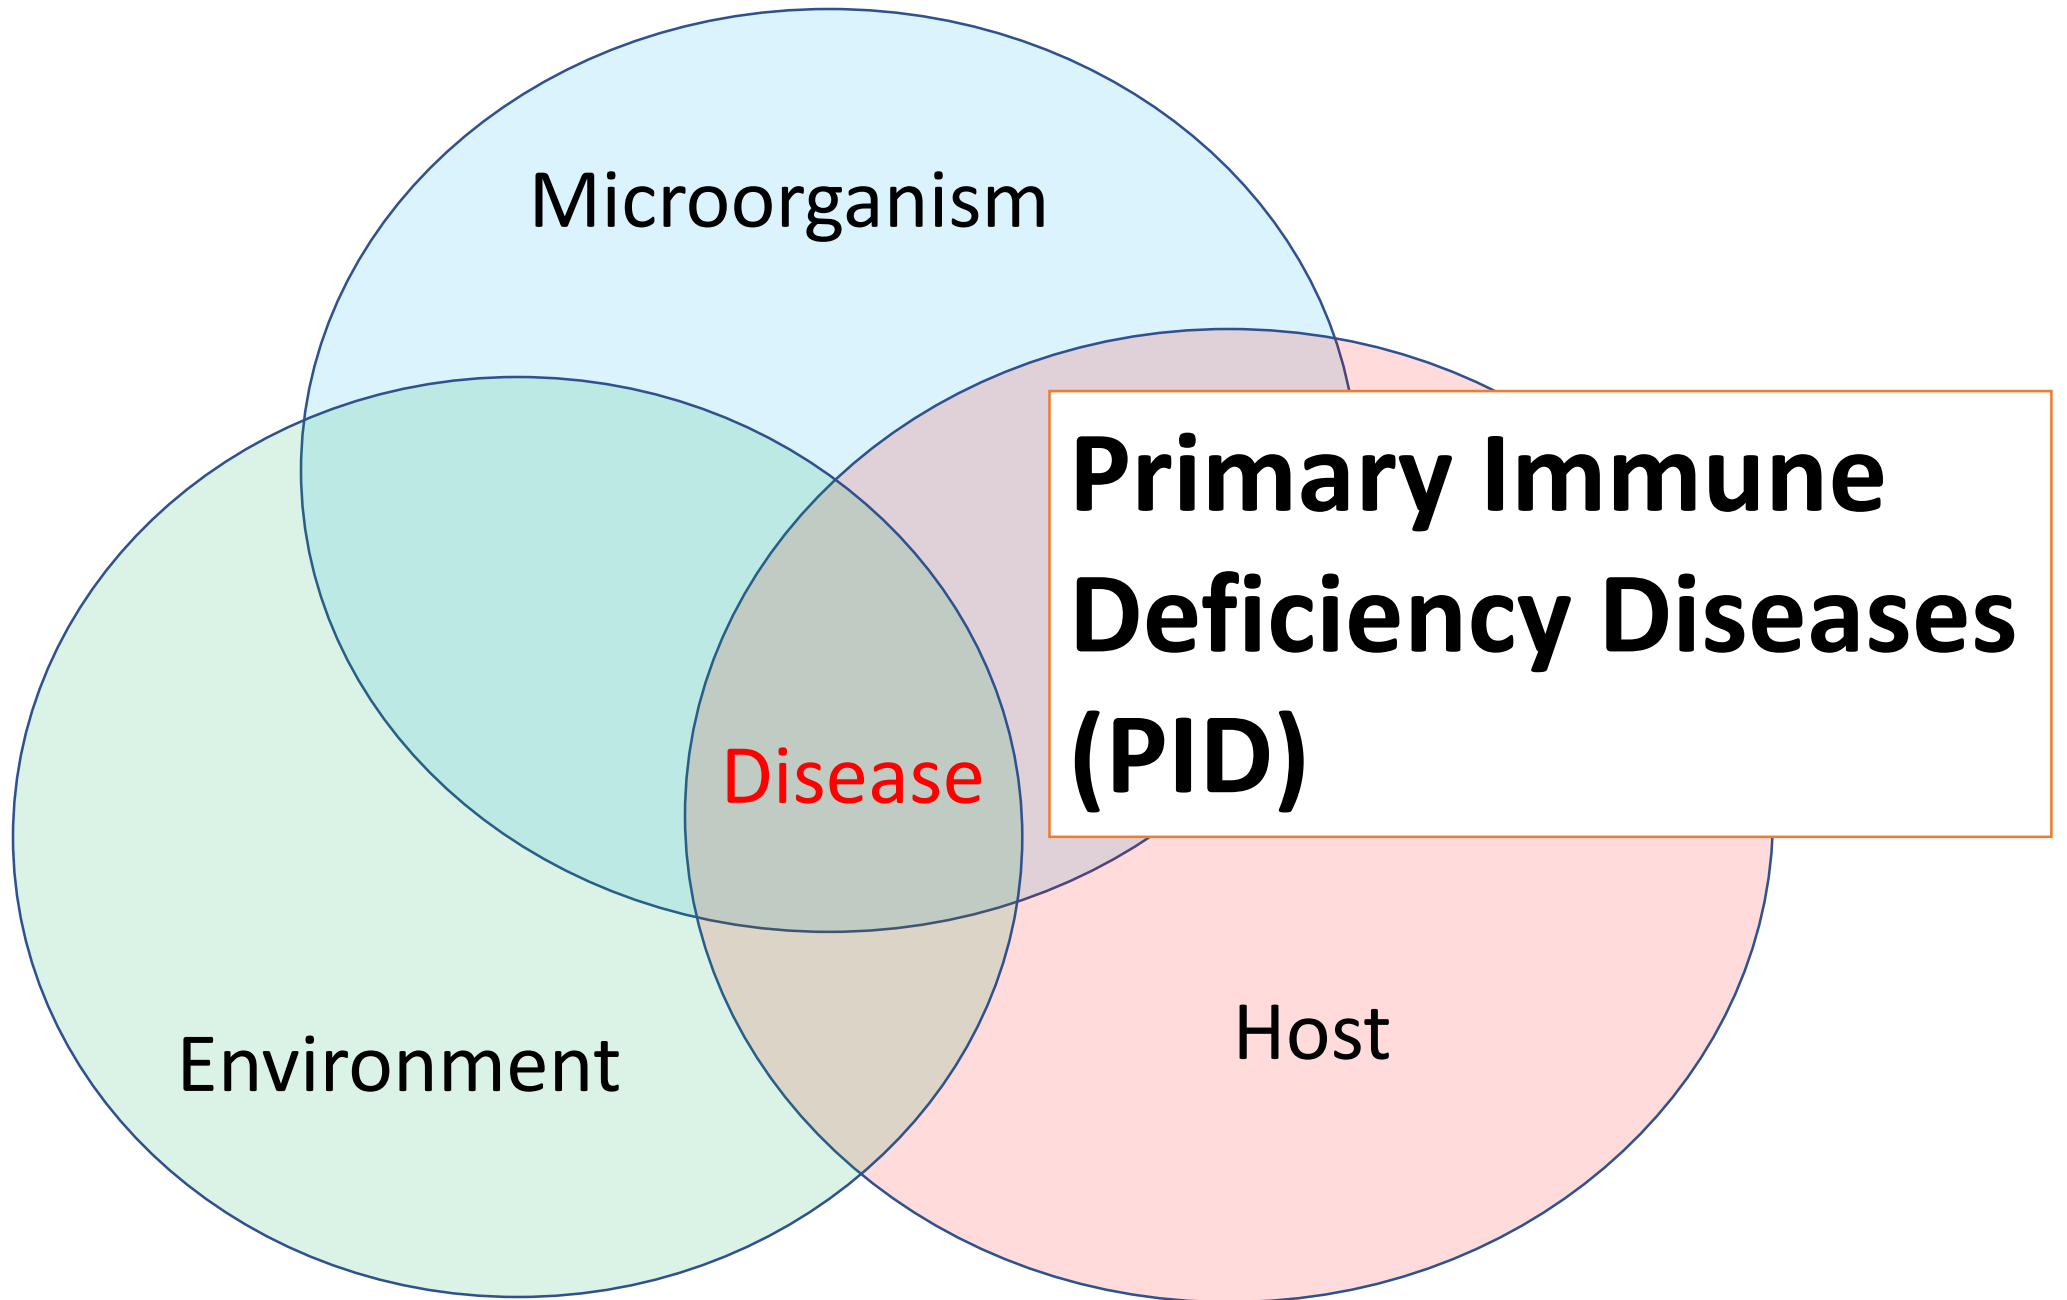 Microorganism
Primary Immune
Deficiency Diseases
(PID)
Disease
Host
Environment